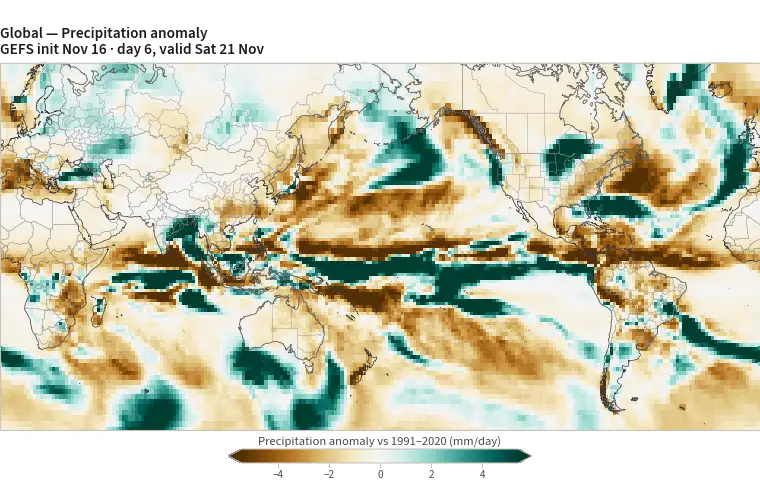 Global — Precipitation anomaly
GEFS init Nov 16 · day 6, valid Sat 21 Nov
Precipitation anomaly vs 1991–2020 (mm/day)
−4 −2 0 2 4